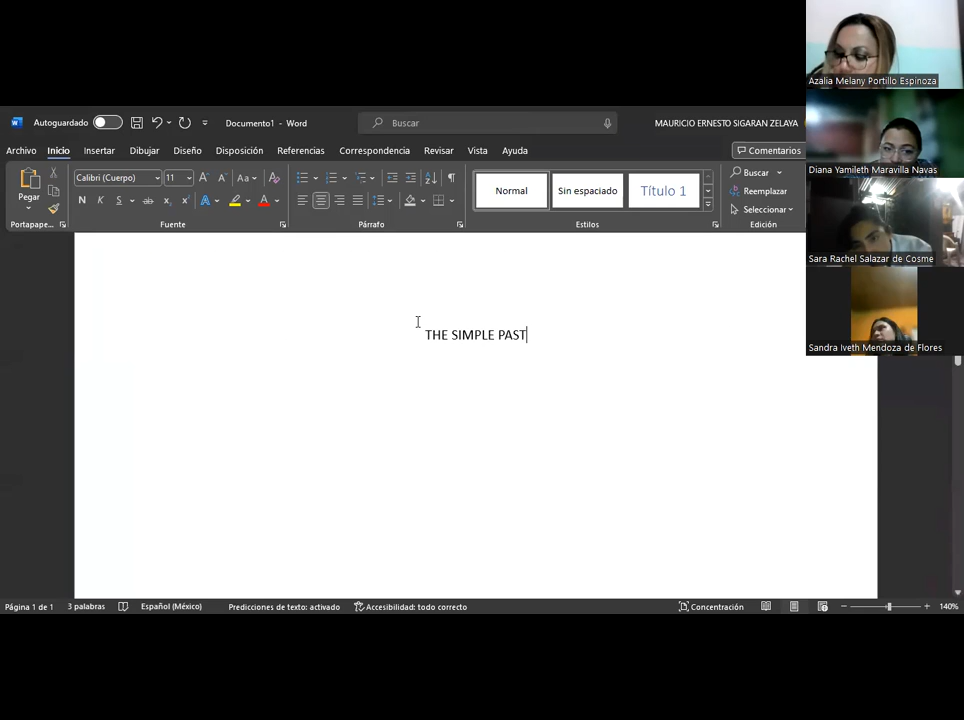 Azalia Melany Portillo Espinoza
Autoguardado
Documento1 - Word
Buscar
MAURICIO ERNESTO SIGARAN ZELAYA
Archivo Inicio Insertar Dibujar Diseño Disposición Referencias Correspondencia Revisar Vista Ayuda
Comentarios
Diana Yamileth Maravilla Navas
Pegar
Calibri (Cuerpo) 11
Aa
N K S ab x x A A
Normal
Sin espaciado
Título 1
Buscar
Reemplazar
Seleccionar
Portapape...
Fuente
Párrafo
Estilos
Edición
Sara Rachel Salazar de Cosme
THE SIMPLE PAST
Sandra Iveth Mendoza de Flores
Página 1 de 1 3 palabras Español (México) Predicciones de texto: activado Accesibilidad: todo correcto Concentración 140%